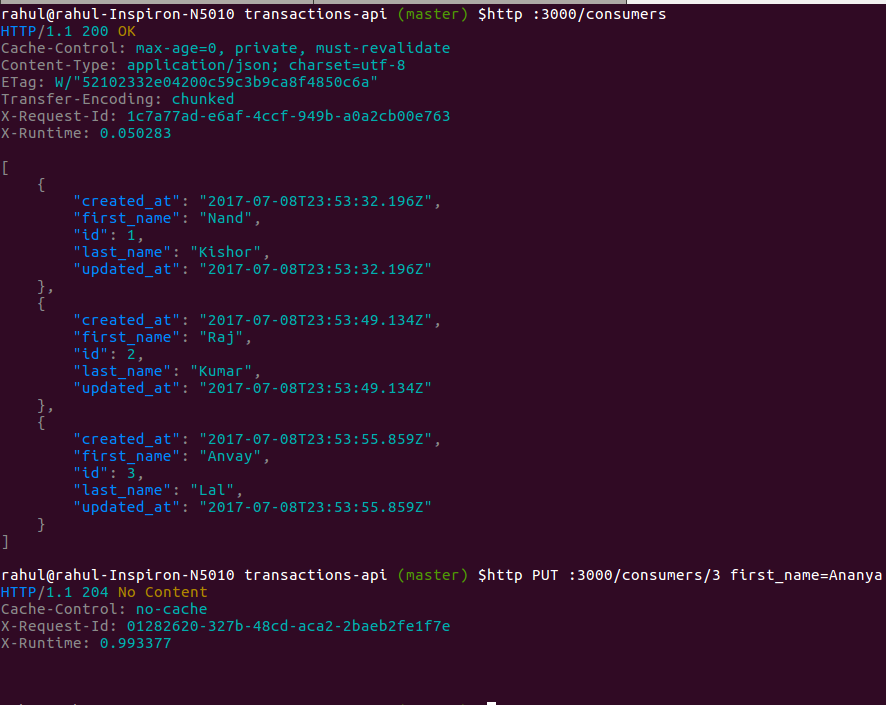 rahul@rahul-Inspiron-N5010 transactions-api (master) $http :3000/consumers
HTTP/1.1 200 OK
Cache-Control: max-age=0, private, must-revalidate
Content-Type: application/json; charset=utf-8
ETag: W/"52102332e04200c59c3b9ca8f4850c6a"
Transfer-Encoding: chunked
X-Request-Id: 1c7a77ad-e6af-4ccf-949b-a0a2cb00e763
X-Runtime: 0.050283
[
    {
        "created_at": "2017-07-08T23:53:32.196Z",
        "first_name": "Nand",
        "id": 1,
        "last_name": "Kishor",
        "updated_at": "2017-07-08T23:53:32.196Z"
    },
    {
        "created_at": "2017-07-08T23:53:49.134Z",
        "first_name": "Raj",
        "id": 2,
        "last_name": "Kumar",
        "updated_at": "2017-07-08T23:53:49.134Z"
    },
    {
        "created_at": "2017-07-08T23:53:55.859Z",
        "first_name": "Anvay",
        "id": 3,
        "last_name": "Lal",
        "updated_at": "2017-07-08T23:53:55.859Z"
    }
]
rahul@rahul-Inspiron-N5010 transactions-api (master) $http PUT :3000/consumers/3 first_name=Ananya
HTTP/1.1 204 No Content
Cache-Control: no-cache
X-Request-Id: 01282620-327b-48cd-aca2-2baeb2fe1f7e
X-Runtime: 0.993377